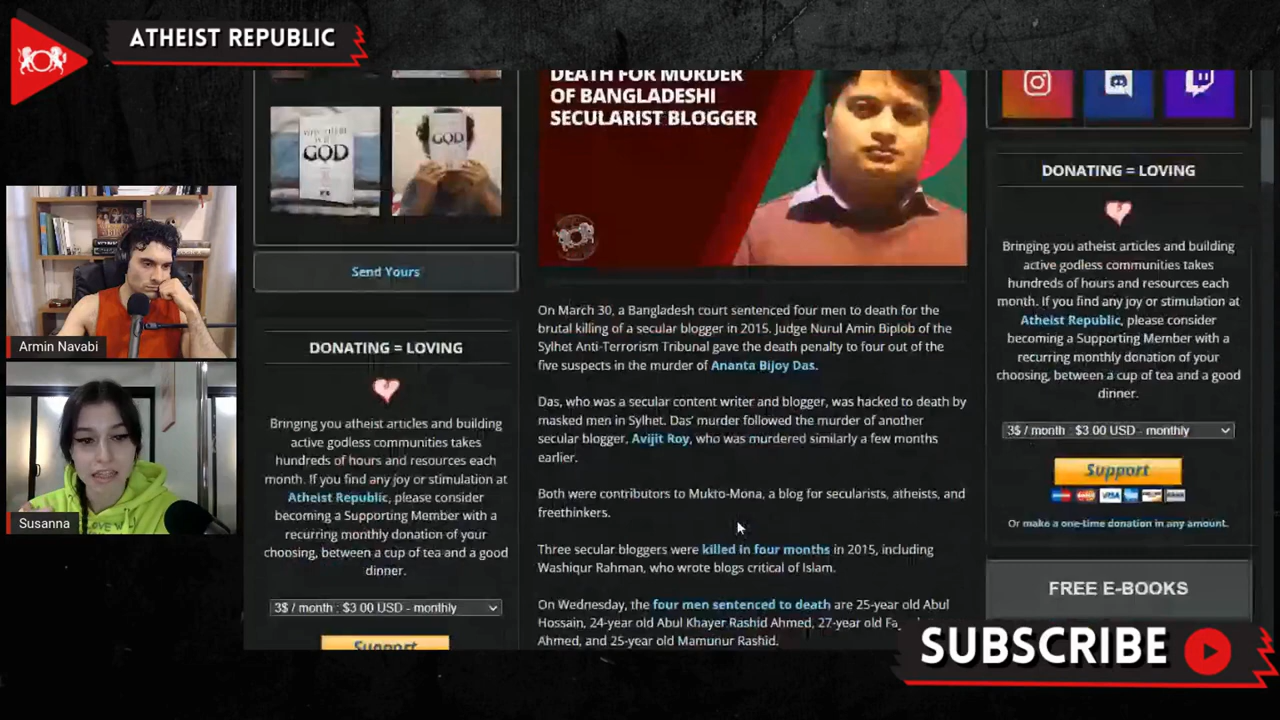 ATHEIST REPUBLIC
Armin Navabi
Susanna
GOD
GOD
Send Yours
DONATING = LOVING
Bringing you atheist articles and building
active godless communities takes
hundreds of hours and resources each
month. If you find any joy or stimulation at
Atheist Republic, please consider
becoming a Supporting Member with a
recurring monthly donation of your
choosing, between a cup of tea and a good
dinner.
3$ / month : $3.00 USD - monthly
Support
DEATH FOR MURDER
OF BANGLADESHI
SECULARIST BLOGGER
On March 30, a Bangladesh court sentenced four men to death for the
brutal killing of a secular blogger in 2015. Judge Nurul Amin Biplob of the
Sylhet Anti-Terrorism Tribunal gave the death penalty to four out of the
five suspects in the murder of Ananta Bijoy Das.
Das, who was a secular content writer and blogger, was hacked to death by
masked men in Sylhet. Das' murder followed the murder of another
secular blogger, Avijit Roy, who was murdered similarly a few months
earlier.
Both were contributors to Mukto-Mona, a blog for secularists, atheists, and
freethinkers.
Three secular bloggers were killed in four months in 2015, including
Washiqur Rahman, who wrote blogs critical of Islam.
On Wednesday, the four men sentenced to death are 25-year old Abul
Hossain, 24-year old Abul Khayer Rashid Ahmed, 27-year old
Ahmed, and 25-year old Mamunur Rashid.
DONATING = LOVING
Bringing you atheist articles and building
active godless communities takes
hundreds of hours and resources each
month. If you find any joy or stimulation at
Atheist Republic, please consider
becoming a Supporting Member with a
recurring monthly donation of your
choosing, between a cup of tea and a good
dinner.
3$ / month : $3.00 USD - monthly
Support
VISA
Or make a one-time donation in any amount.
FREE E-BOOKS
SUBSCRIBE